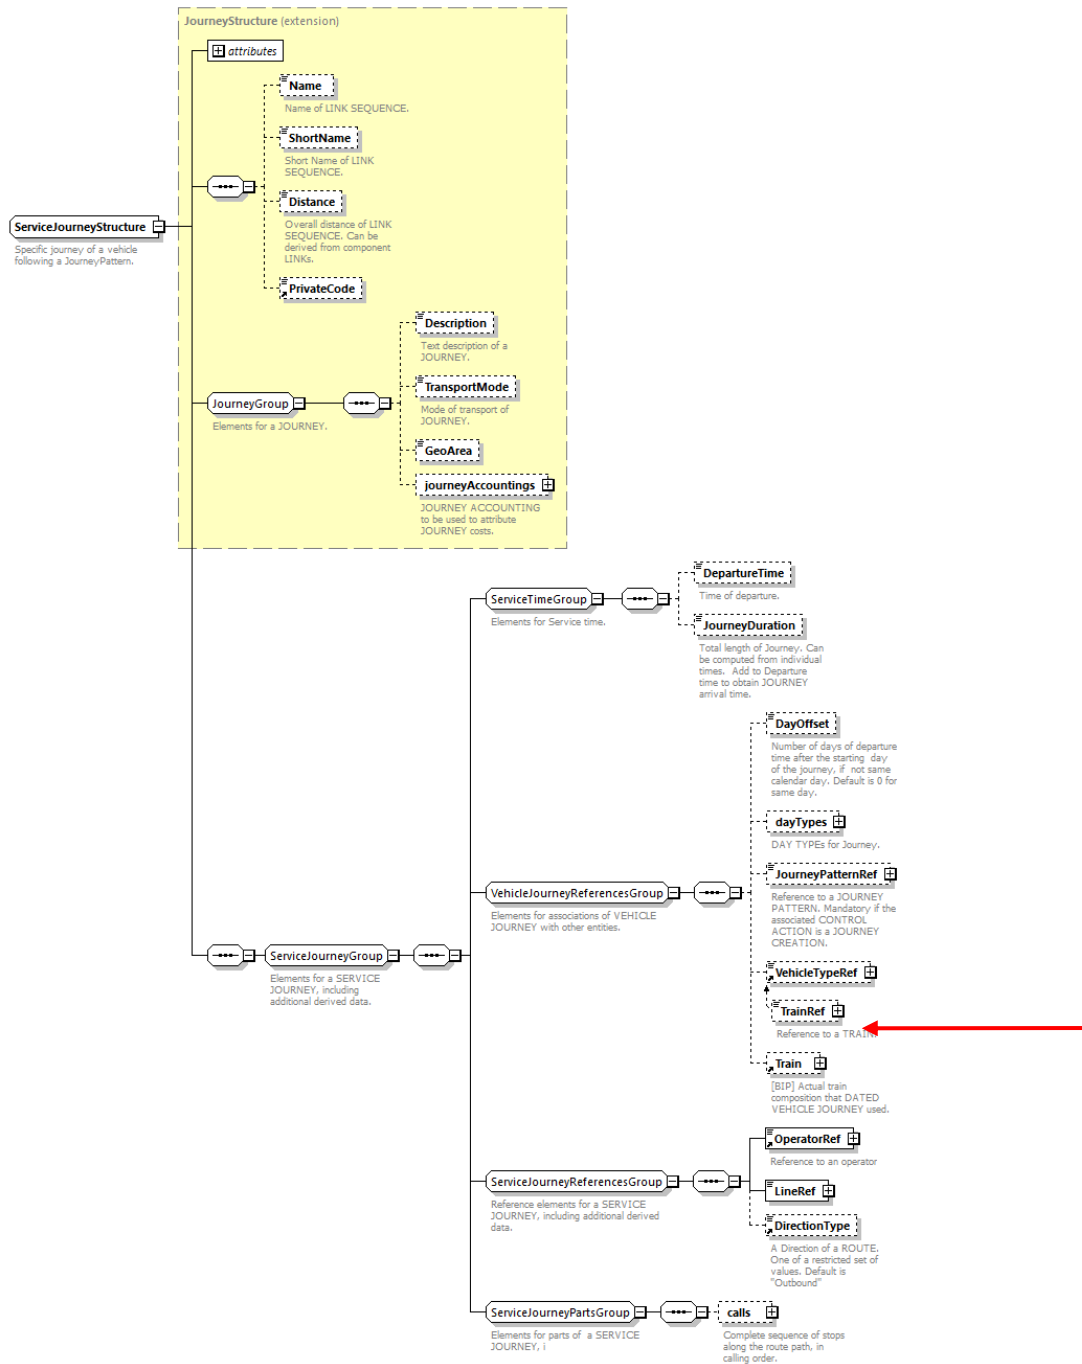 JourneyStructure (extension)
attributes
Name
Name of LINK SEQUENCE.
ShortName
Short Name of LINK
SEQUENCE.
Distance
Overall distance of LINK
SEQUENCE. Can be
derived from component
LINKs.
PrivateCode
ServiceJourneyStructure
Specific journey of a vehicle
following a JourneyPattern.
JourneyGroup
Elements for a JOURNEY.
Description
Text description of a
JOURNEY.
TransportMode
Mode of transport of
JOURNEY.
GeoArea
journeyAccountings
JOURNEY ACCOUNTING
to be used to attribute
JOURNEY costs.
ServiceJourneyGroup
Elements for a SERVICE
JOURNEY, including
additional derived data.
ServiceTimeGroup
Elements for Service time.
DepartureTime
Time of departure.
JourneyDuration
Total length of Journey. Can
be computed from individual
times. Add to Departure
time to obtain JOURNEY
arrival time.
VehicleJourneyReferencesGroup
Elements for associations of VEHICLE
JOURNEY with other entities.
DayOffset
Number of days of departure
time after the starting day
of the journey, if not same
calendar day. Default is 0 for
same day.
dayTypes
DAY TYPEs for Journey.
JourneyPatternRef
Reference to a JOURNEY
PATTERN. Mandatory if the
associated CONTROL
ACTION is a JOURNEY
CREATION.
VehicleTypeRef
TrainRef
Reference to a TRAIN.
Train
[BIP] Actual train
composition that DATED
VEHICLE JOURNEY used.
ServiceJourneyReferencesGroup
Reference elements for a SERVICE
JOURNEY, including additional derived
data.
OperatorRef
Reference to an operator
LineRef
DirectionType
A Direction of a ROUTE.
One of a restricted set of
values. Default is
"Outbound"
ServiceJourneyPartsGroup
Elements for parts of a SERVICE
JOURNEY, i
calls
Complete sequence of stops
along the route path, in
calling order.